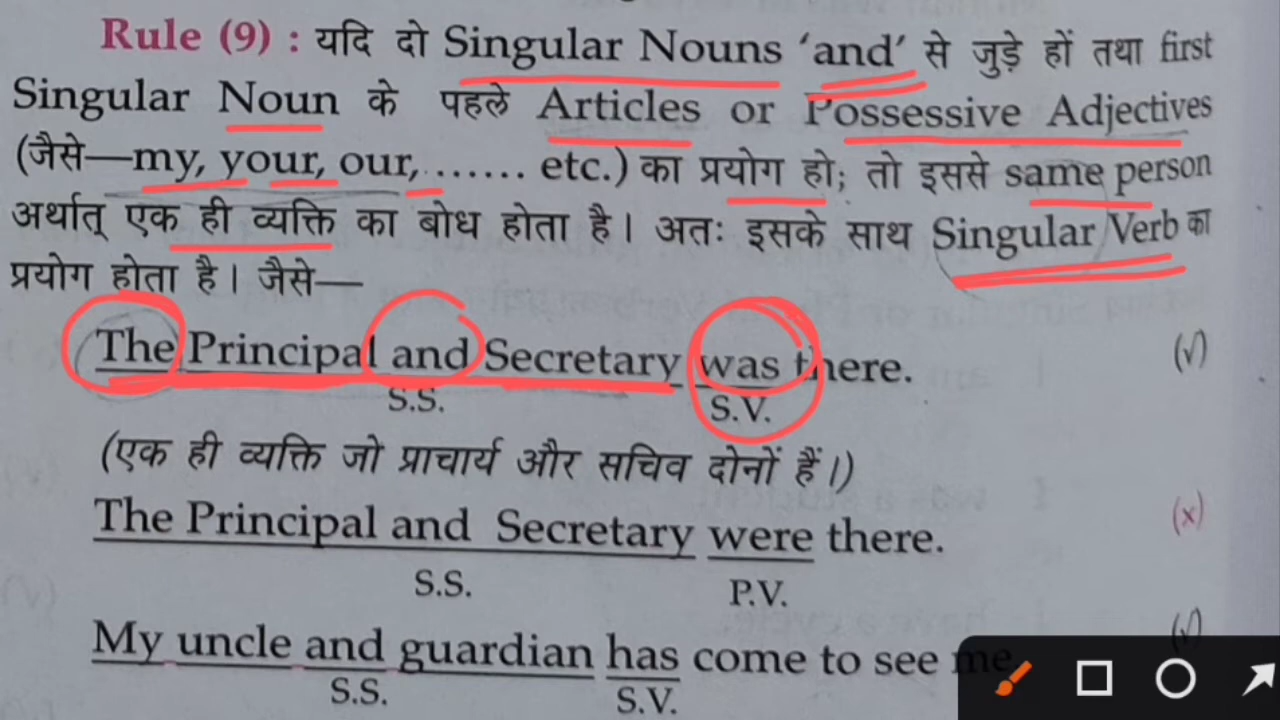 Rule (9) : यदि दो Singular Nouns ‘and’ से जुड़े हों तथा first
Singular Noun के पहले Articles or Possessive Adjectives
(जैसे—my, your, our, ...... etc.) का प्रयोग हो; तो इससे same person
अर्थात् एक ही व्यक्ति का बोध होता है। अतः इसके साथ Singular Verb का
प्रयोग होता है। जैसे—
The Principal and Secretary was there. (√)
S.S. S.V.
(एक ही व्यक्ति जो प्राचार्य और सचिव दोनों हैं।)
The Principal and Secretary were there. (x)
S.S. P.V.
My uncle and guardian has come to see me. (√)
S.S. S.V.